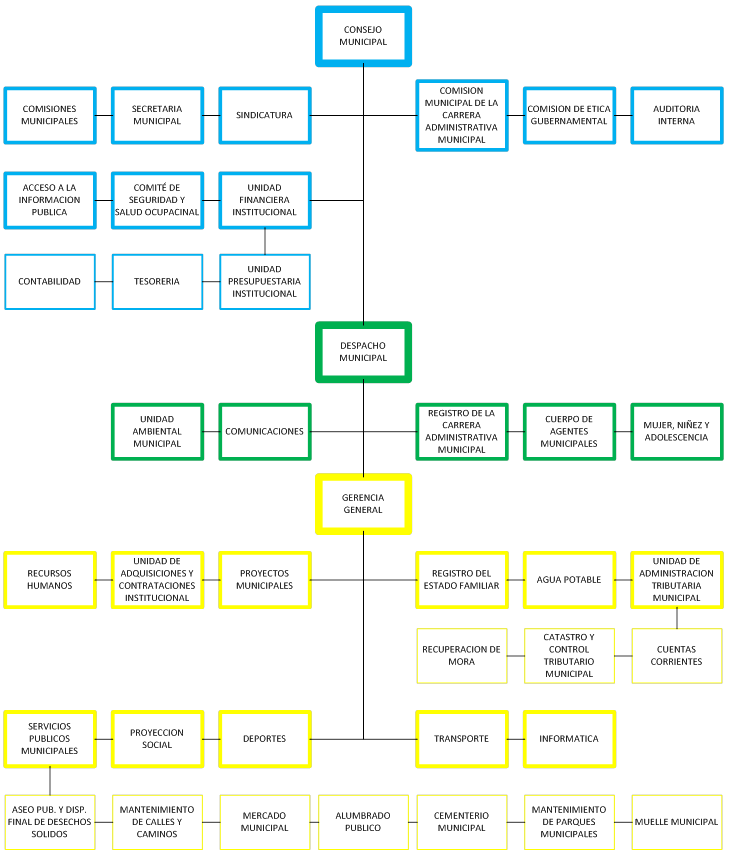 CONSEJO
MUNICIPAL
COMISIONES
MUNICIPALES
SECRETARIA
MUNICIPAL
SINDICATURA
COMISION
MUNICIPAL DE LA
CARRERA
ADMINISTRATIVA
MUNICIPAL
COMISION DE ETICA
GUBERNAMENTAL
AUDITORIA
INTERNA
ACCESO A LA
INFORMACION
PUBLICA
COMITÉ DE
SEGURIDAD Y
SALUD OCUPACINAL
UNIDAD
FINANCIERA
INSTITUCIONAL
CONTABILIDAD
TESORERIA
UNIDAD
PRESUPUESTARIA
INSTITUCIONAL
DESPACHO
MUNICIPAL
UNIDAD
AMBIENTAL
MUNICIPAL
COMUNICACIONES
REGISTRO DE LA
CARRERA
ADMINISTRATIVA
MUNICIPAL
CUERPO DE
AGENTES
MUNICIPALES
MUJER, NIÑEZ Y
ADOLESCENCIA
GERENCIA
GENERAL
RECURSOS
HUMANOS
UNIDAD DE
ADQUISICIONES Y
CONTRATACIONES
INSTITUCIONAL
PROYECTOS
MUNICIPALES
REGISTRO DEL
ESTADO FAMILIAR
AGUA POTABLE
UNIDAD DE
ADMINISTRACION
TRIBUTARIA
MUNICIPAL
RECUPERACION DE
MORA
CATASTRO Y
CONTROL
TRIBUTARIO
MUNICIPAL
CUENTAS
CORRIENTES
SERVICIOS
PUBLICOS
MUNICIPALES
PROYECCION
SOCIAL
DEPORTES
TRANSPORTE
INFORMATICA
ASEO PUB. Y DISP.
FINAL DE DESECHOS
SOLIDOS
MANTENIMIENTO
DE CALLES Y
CAMINOS
MERCADO
MUNICIPAL
ALUMBRADO
PUBLICO
CEMENTERIO
MUNICIPAL
MANTENIMIENTO
DE PARQUES
MUNICIPALES
MUELLE MUNICIPAL